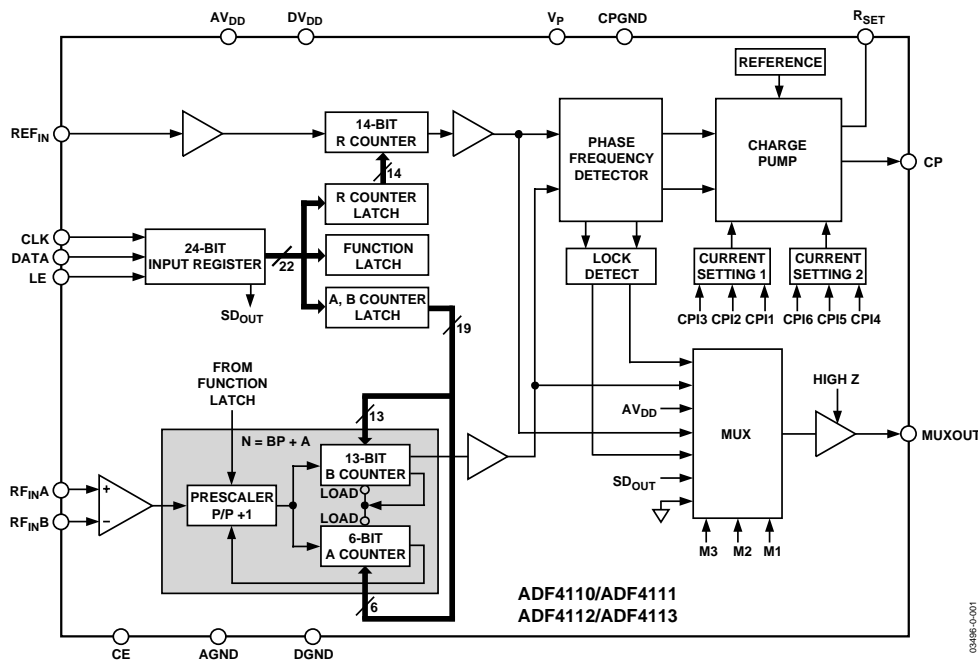 AVDD
DVDD
VP
CPGND
RSET
REFERENCE
REFIN
14-BIT
R COUNTER
PHASE
FREQUENCY
DETECTOR
CHARGE
PUMP
CP
14
R COUNTER
LATCH
CLK
DATA
LE
24-BIT
INPUT REGISTER
22
FUNCTION
LATCH
LOCK
DETECT
CURRENT
SETTING 1
CURRENT
SETTING 2
SDOUT
A, B COUNTER
LATCH
19
CPI3 CPI2 CPI1
CPI6 CPI5 CPI4
FROM
FUNCTION
LATCH
HIGH Z
13
AVDD
MUX
MUXOUT
N = BP + A
13-BIT
B COUNTER
RFINA
RFINB
+
–
PRESCALER
P/P +1
LOAD
LOAD
SDOUT
6-BIT
A COUNTER
M3 M2 M1
6
ADF4110/ADF4111
ADF4112/ADF4113
CE
AGND
DGND
03496-0-001